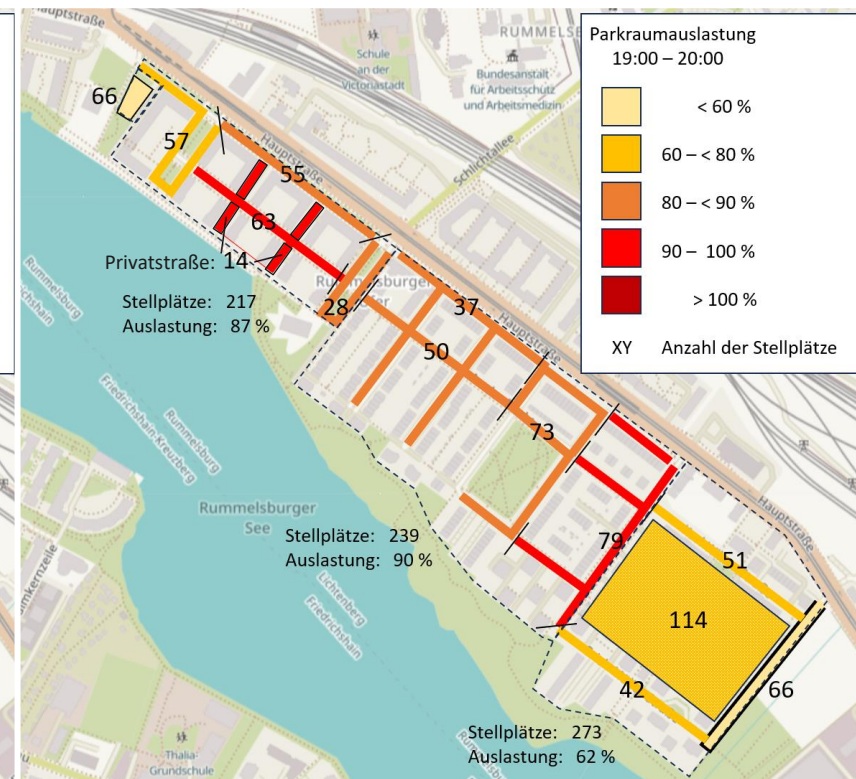 Hauptstraße
RUMMELSB
Schule
an der
Victoriastadt
Bundesanstalt
für Arbeitsschutz
und Arbeitsmedizin
Schlichtallee
Parkraumauslastung
19:00 – 20:00
< 60 %
60 – < 80 %
80 – < 90 %
90 – 100 %
> 100 %
XY Anzahl der Stellplätze
66
57
Hauptstraße
55
63
Privatstraße: 14
Stellplätze: 217
Auslastung: 87 %
28
37
Hauptstraße
50
73
Rummelsburg
Friedrichshain-Kreuzberg
Rummelsburg
Rummelsburger
See
Stellplätze: 239
Auslastung: 90 %
Lichtenberg
Friedrichshain
79
Hauptstraße
51
114
42
66
Stellplätze: 273
Auslastung: 62 %
Thalia-
Grundschule